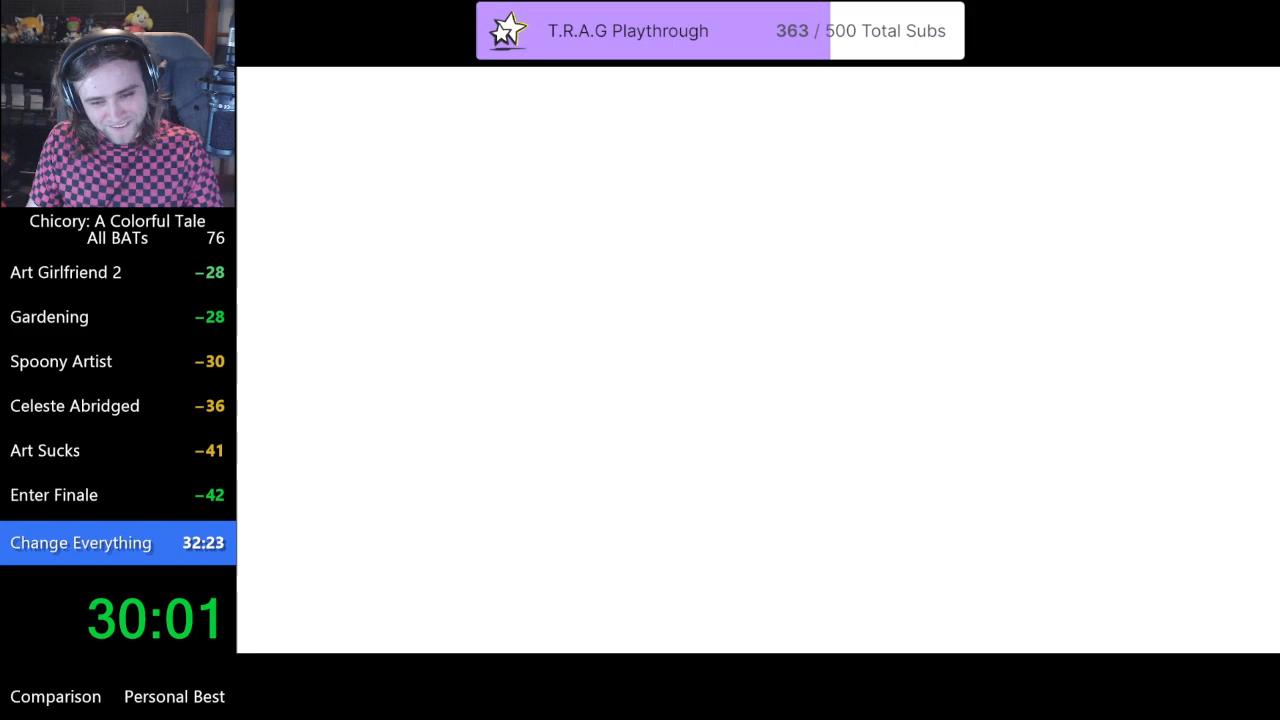 T.R.A.G Playthrough 363 / 500 Total Subs
Chicory: A Colorful Tale
All BATs 76
Art Girlfriend 2 −28
Gardening −28
Spoony Artist −30
Celeste Abridged −36
Art Sucks −41
Enter Finale −42
Change Everything 32:23
30:01
Comparison Personal Best